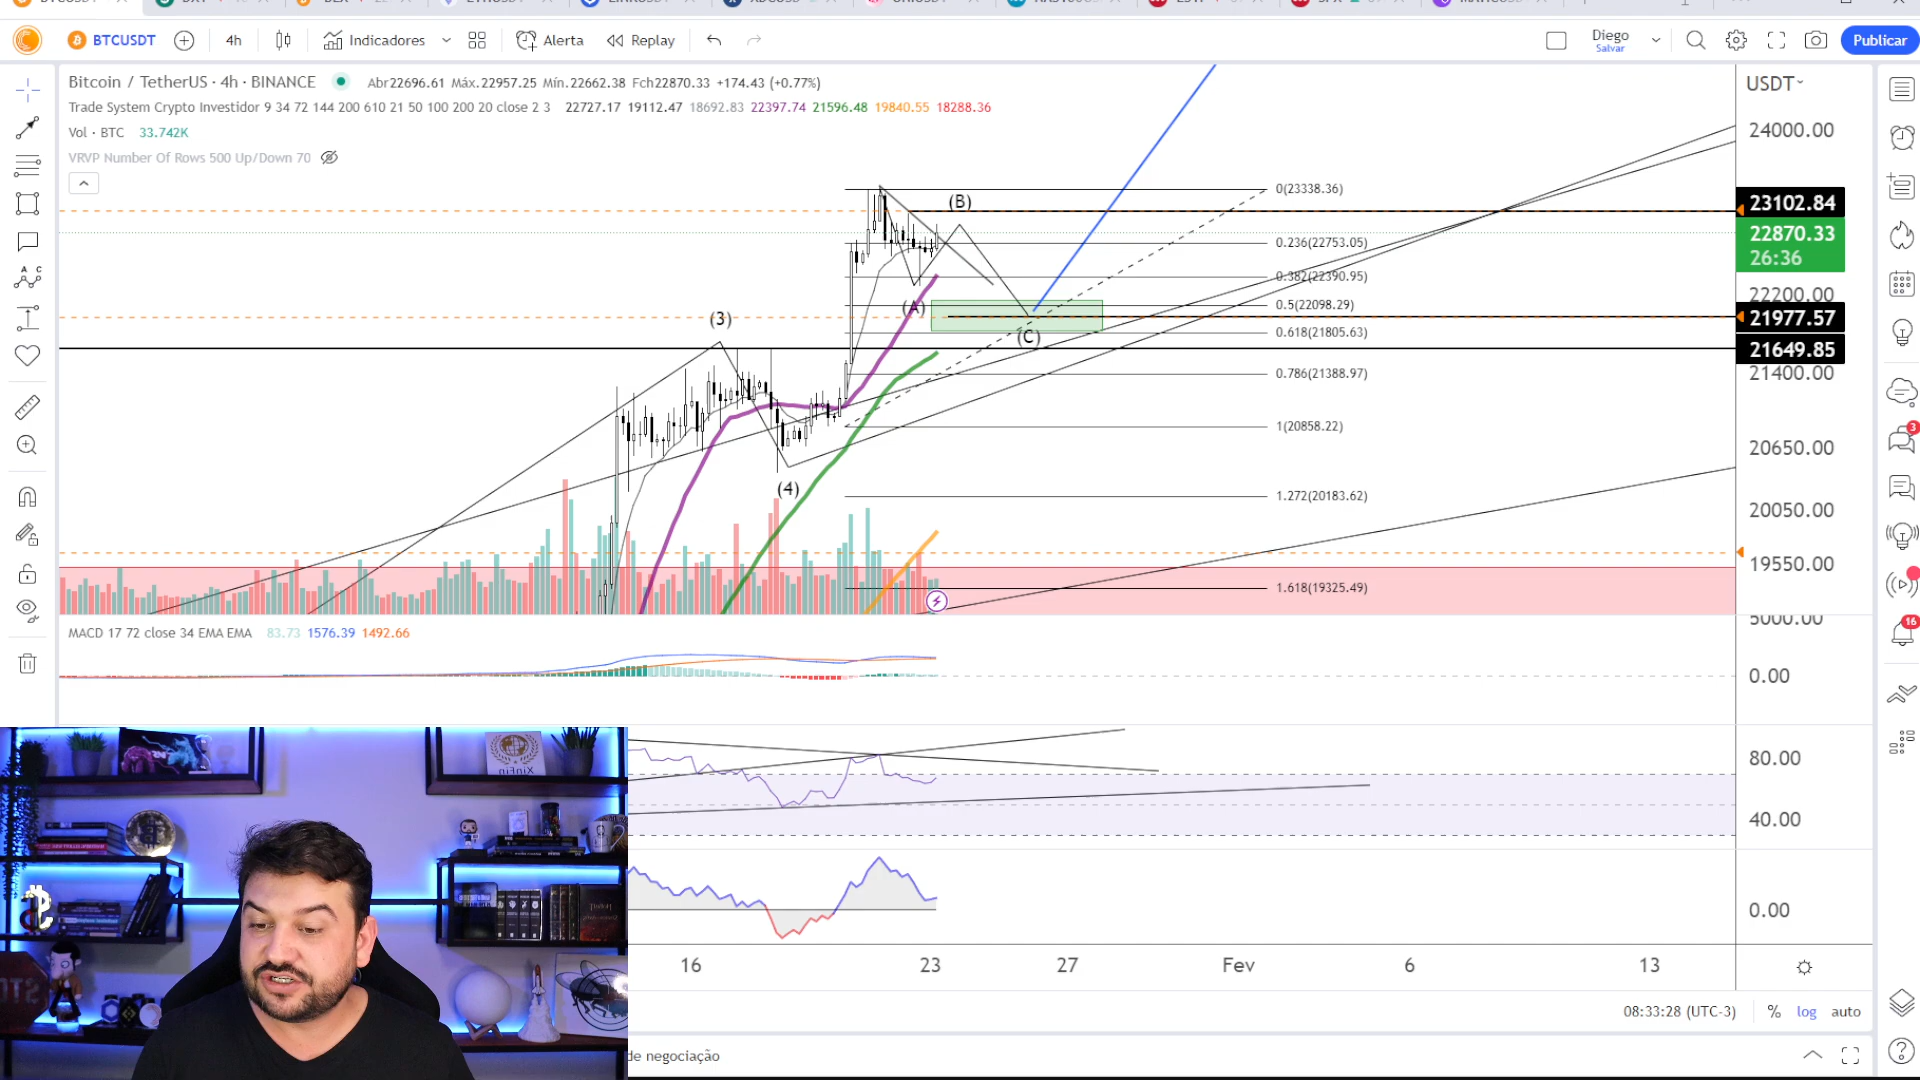 BTCUSDT
4h
Indicadores
Alerta
Replay
Diego
Salvar
Publicar
Bitcoin / TetherUS · 4h · BINANCE Abr22696.61 Máx.22957.25 Mín.22662.38 Fch22870.33 +174.43 (+0.77%)
Trade System Crypto Investidor 9 34 72 144 200 610 21 50 100 200 20 close 2 3 22727.17 19112.47 18692.83 22397.74 21596.48 19840.55 18288.36
Vol · BTC 33.742K
VRVP Number Of Rows 500 Up/Down 70
USDT
24000.00
23102.84
22870.33
26:36
22200.00
21977.57
21649.85
21400.00
20650.00
20050.00
19550.00
0(23338.36)
0.236(22753.05)
0.382(22390.95)
0.5(22098.29)
0.618(21805.63)
0.786(21388.97)
1(20858.22)
1.272(20183.62)
1.618(19325.49)
(3)
(4)
(A)
(B)
(C)
MACD 17 72 close 34 EMA EMA 83.73 1576.39 1492.66
5000.00
0.00
80.00
40.00
0.00
16
23
27
Fev
6
13
08:33:28 (UTC-3)
%
log
auto
de negociação
3
16